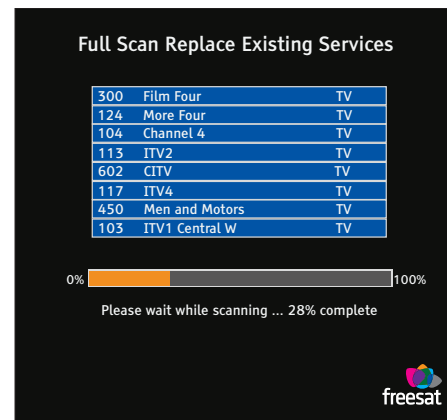 Full Scan Replace Existing Services
300 Film Four TV
124 More Four TV
104 Channel 4 TV
113 ITV2 TV
602 CITV TV
117 ITV4 TV
450 Men and Motors TV
103 ITV1 Central W TV
0% 100%
Please wait while scanning ... 28% complete
freesat